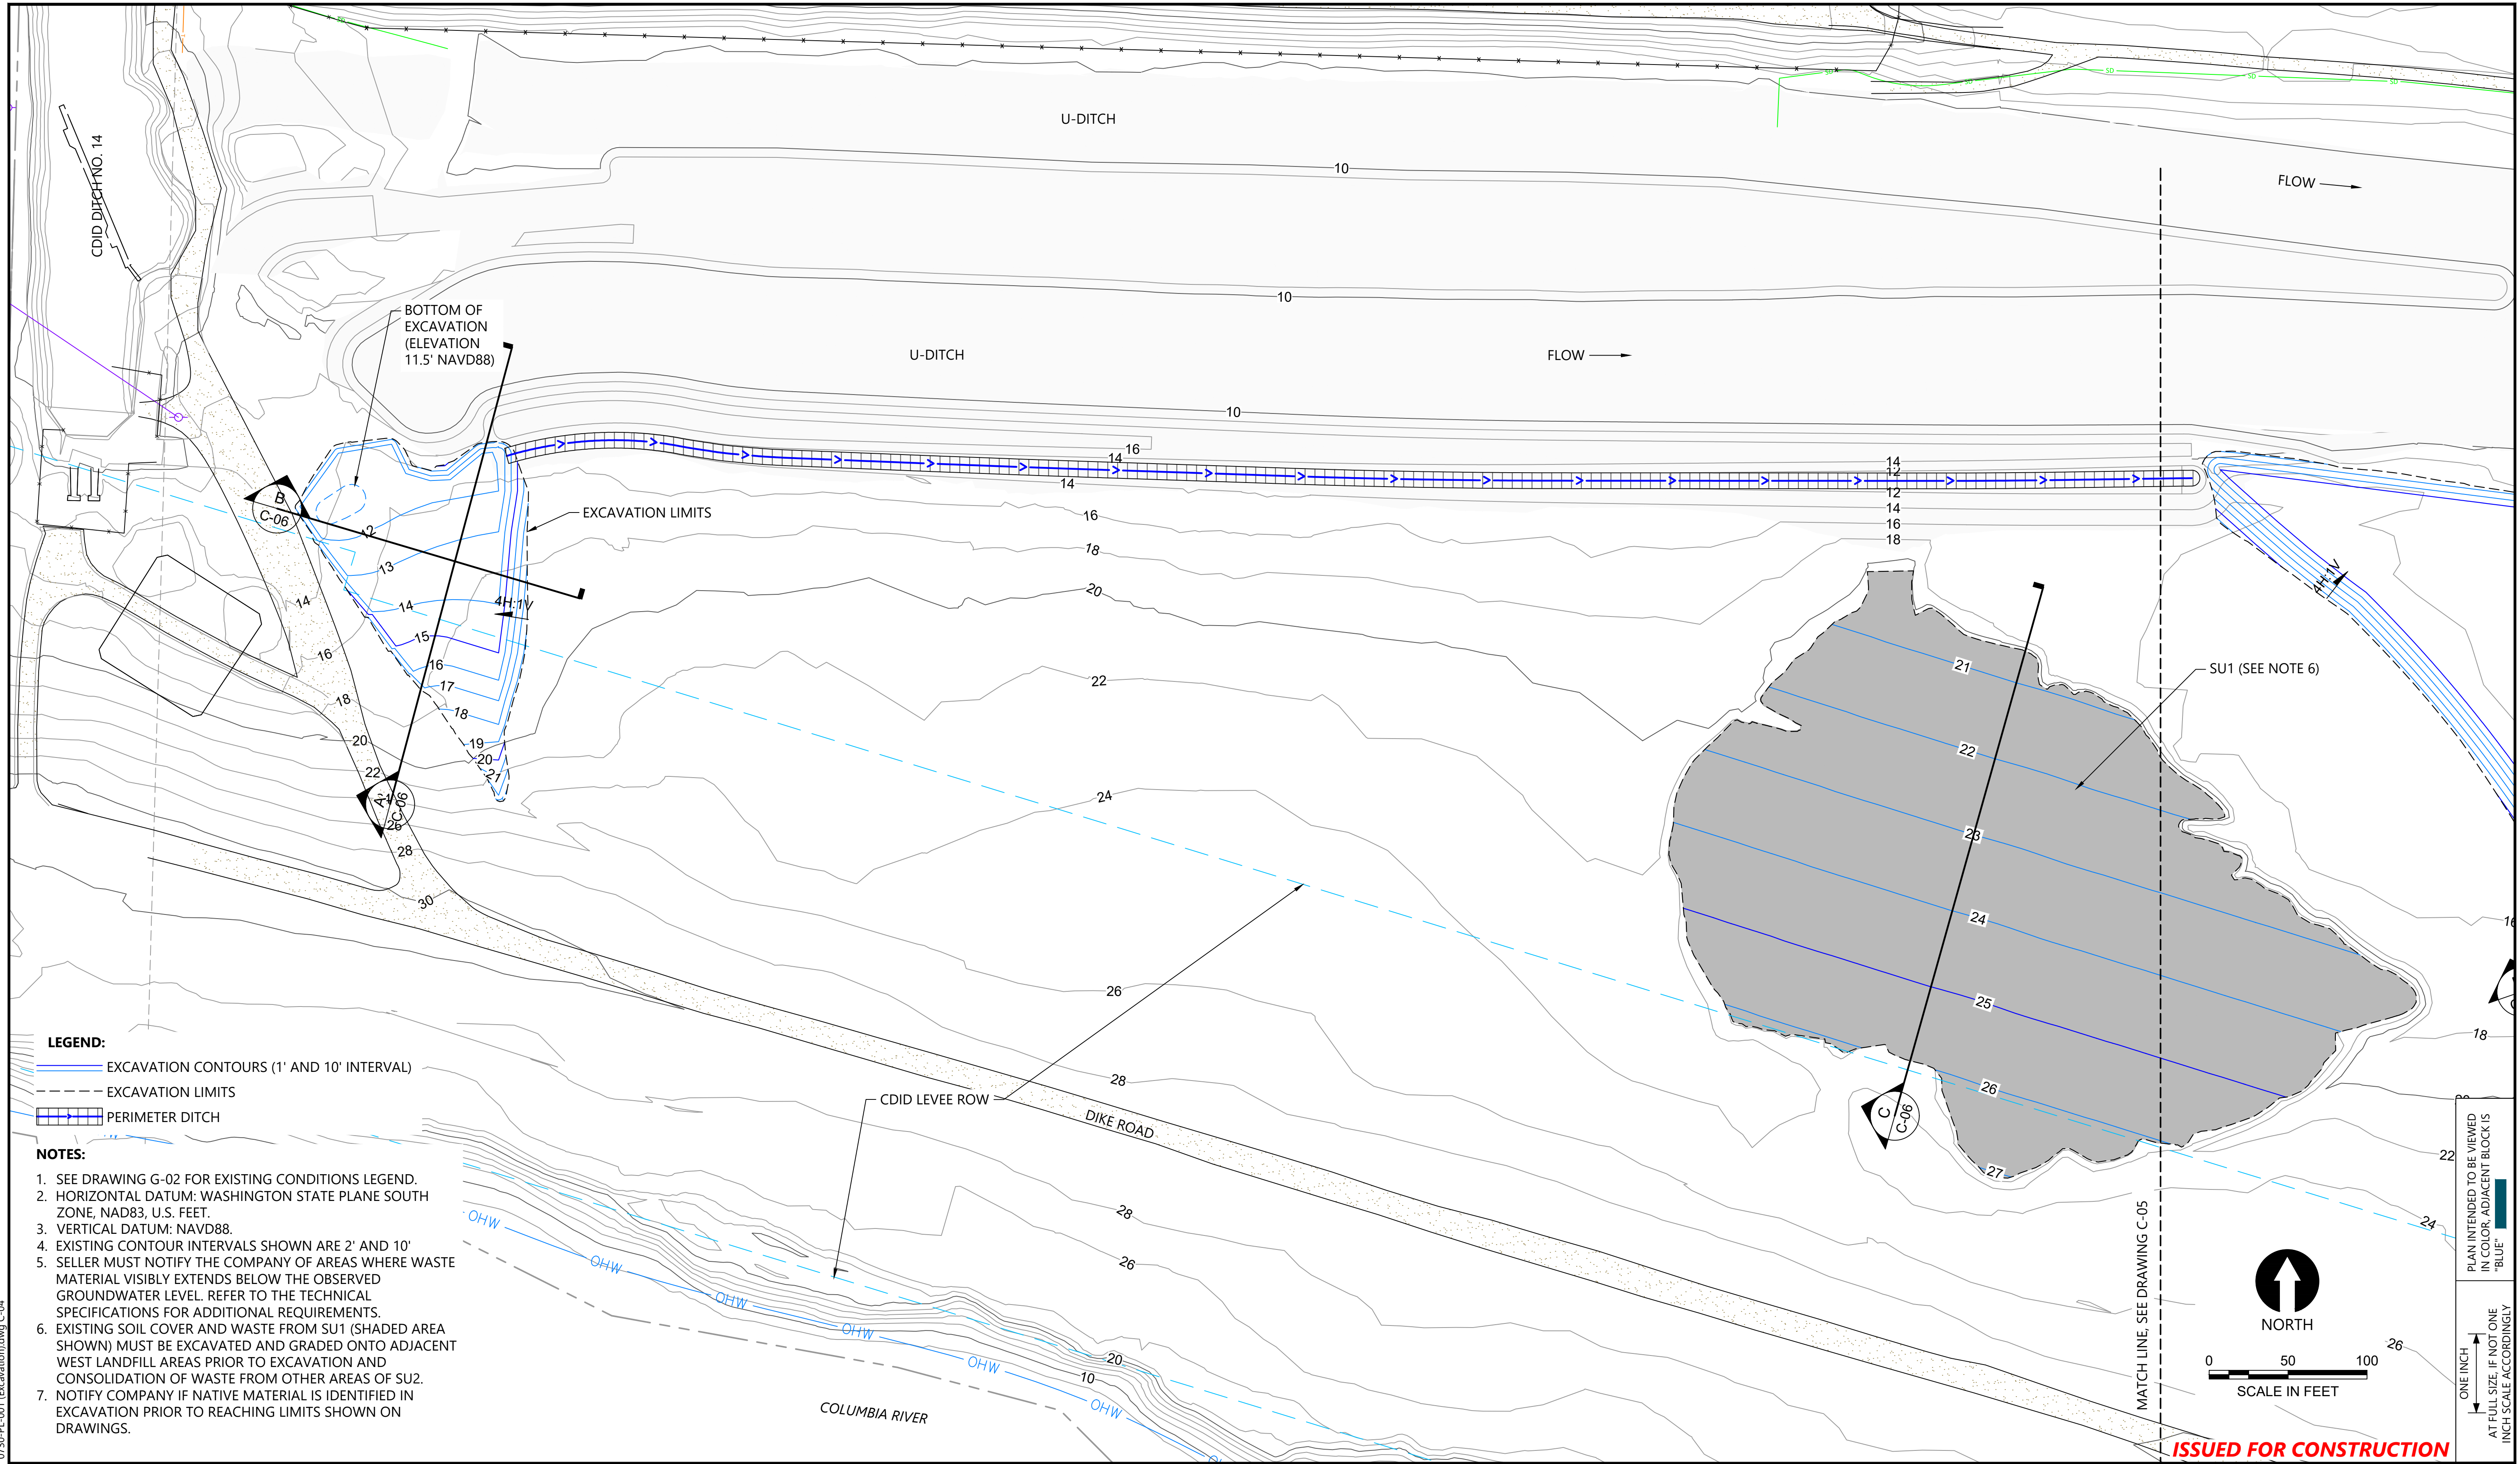 U-DITCH
10
FLOW
CDID DITCH NO. 14
10
BOTTOM OF
EXCAVATION
(ELEVATION
11.5' NAVD88)
U-DITCH
FLOW
10
16
14
14
12
14
12
14
16
18
B
C-06
EXCAVATION LIMITS
16
18
20
22
24
26
28
12
13
14
15
16
17
18
19
20
21
4H:1V
4H:1V
14
16
18
20
22
26
28
30
A
C-06
SU1 (SEE NOTE 6)
21
22
23
24
25
26
27
C
C-06
16
18
20
22
24
26
CDID LEVEE ROW
DIKE ROAD
28
26
20
10
OHW
OHW
OHW
OHW
OHW
OHW
COLUMBIA RIVER
LEGEND:
EXCAVATION CONTOURS (1' AND 10' INTERVAL)
EXCAVATION LIMITS
PERIMETER DITCH
NOTES:
1. SEE DRAWING G-02 FOR EXISTING CONDITIONS LEGEND.
2. HORIZONTAL DATUM: WASHINGTON STATE PLANE SOUTH
ZONE, NAD83, U.S. FEET.
3. VERTICAL DATUM: NAVD88.
4. EXISTING CONTOUR INTERVALS SHOWN ARE 2' AND 10'
5. SELLER MUST NOTIFY THE COMPANY OF AREAS WHERE WASTE
MATERIAL VISIBLY EXTENDS BELOW THE OBSERVED
GROUNDWATER LEVEL. REFER TO THE TECHNICAL
SPECIFICATIONS FOR ADDITIONAL REQUIREMENTS.
6. EXISTING SOIL COVER AND WASTE FROM SU1 (SHADED AREA
SHOWN) MUST BE EXCAVATED AND GRADED ONTO ADJACENT
WEST LANDFILL AREAS PRIOR TO EXCAVATION AND
CONSOLIDATION OF WASTE FROM OTHER AREAS OF SU2.
7. NOTIFY COMPANY IF NATIVE MATERIAL IS IDENTIFIED IN
EXCAVATION PRIOR TO REACHING LIMITS SHOWN ON
DRAWINGS.
MATCH LINE, SEE DRAWING C-05
NORTH
0 50 100
SCALE IN FEET
PLAN INTENDED TO BE VIEWED
IN COLOR, ADJACENT BLOCK IS
"BLUE"
ONE INCH
AT FULL SIZE, IF NOT ONE
INCH SCALE ACCORDINGLY
ISSUED FOR CONSTRUCTION